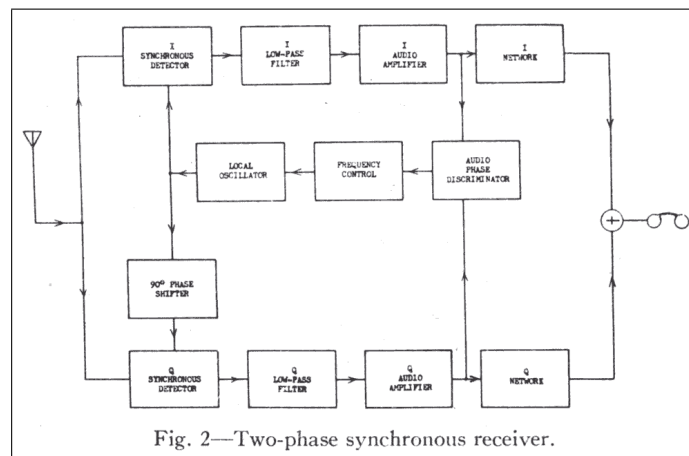 I
SYNCHRONOUS
DETECTOR
I
LOW-PASS
FILTER
I
AUDIO
AMPLIFIER
I
NETWORK
LOCAL
OSCILLATOR
FREQUENCY
CONTROL
AUDIO
PHASE
DISCRIMINATOR
+
90° PHASE
SHIFTER
Q
SYNCHRONOUS
DETECTOR
Q
LOW-PASS
FILTER
Q
AUDIO
AMPLIFIER
Q
NETWORK
Fig. 2—Two-phase synchronous receiver.